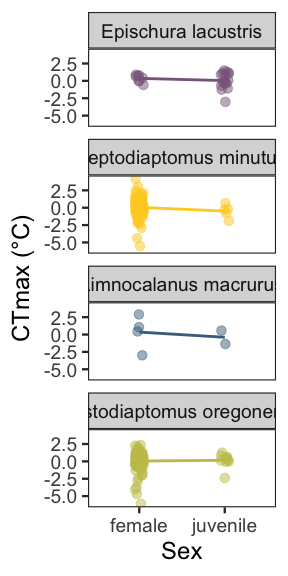 Epischura lacustris
2.5
0.0
-2.5
-5.0
eptodiaptomus minutu
2.5
0.0
-2.5
-5.0
imnocalanus macruru
2.5
0.0
-2.5
-5.0
stodiaptomus oregone
2.5
0.0
-2.5
-5.0
CTmax (°C)
female juvenile
Sex